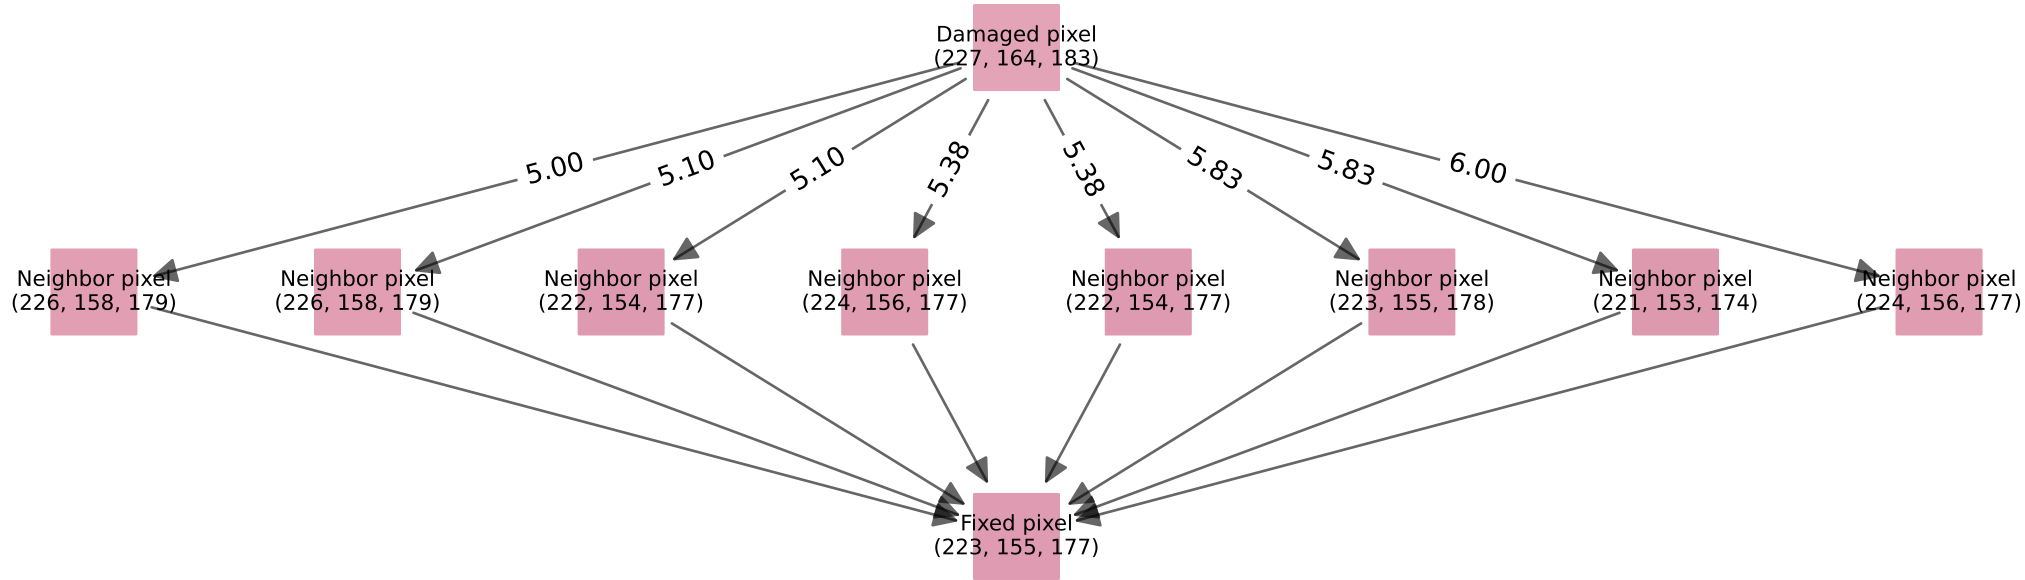 Damaged pixel
(227, 164, 183)
5.00
5.10
5.10
5.38
5.38
5.83
5.83
6.00
Neighbor pixel
(226, 158, 179)
Neighbor pixel
(226, 158, 179)
Neighbor pixel
(222, 154, 177)
Neighbor pixel
(224, 156, 177)
Neighbor pixel
(222, 154, 177)
Neighbor pixel
(223, 155, 178)
Neighbor pixel
(221, 153, 174)
Neighbor pixel
(224, 156, 177)
Fixed pixel
(223, 155, 177)